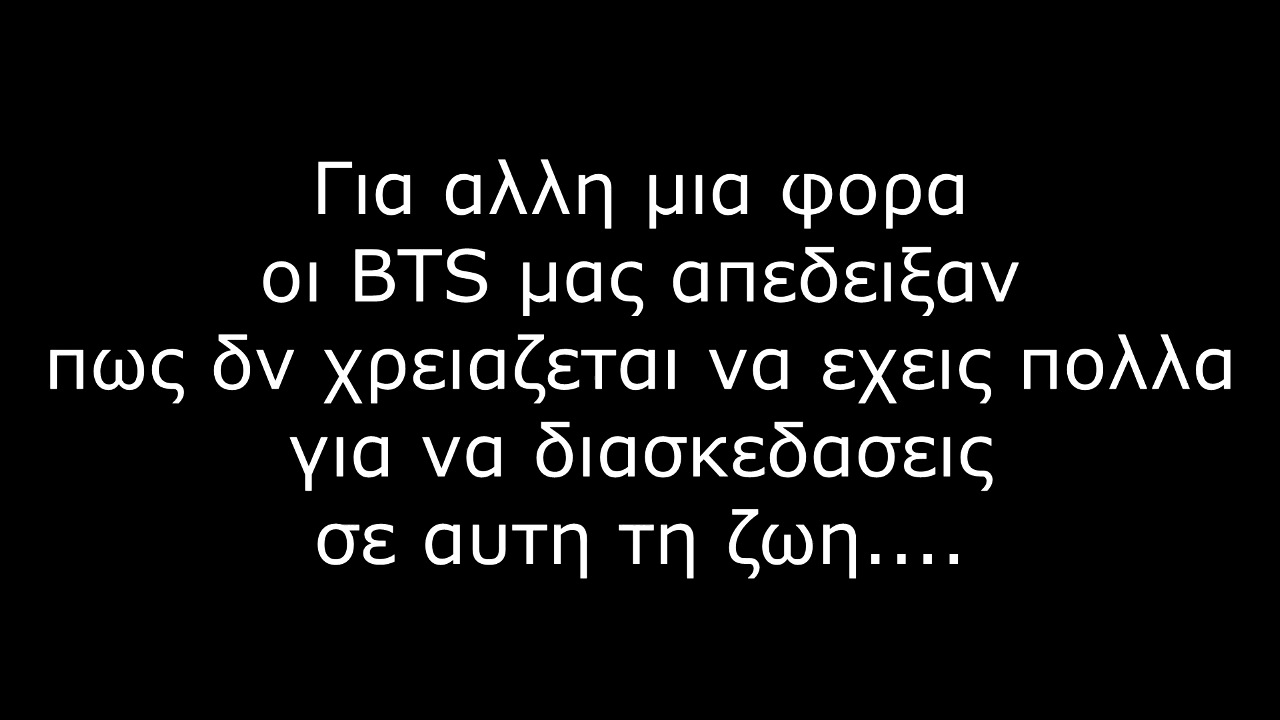 Για αλλη μια φορα
οι BTS μας απεδειξαν
πως δν χρειαζεται να εχεις πολλα
για να διασκεδασεις
σε αυτη τη ζωη....